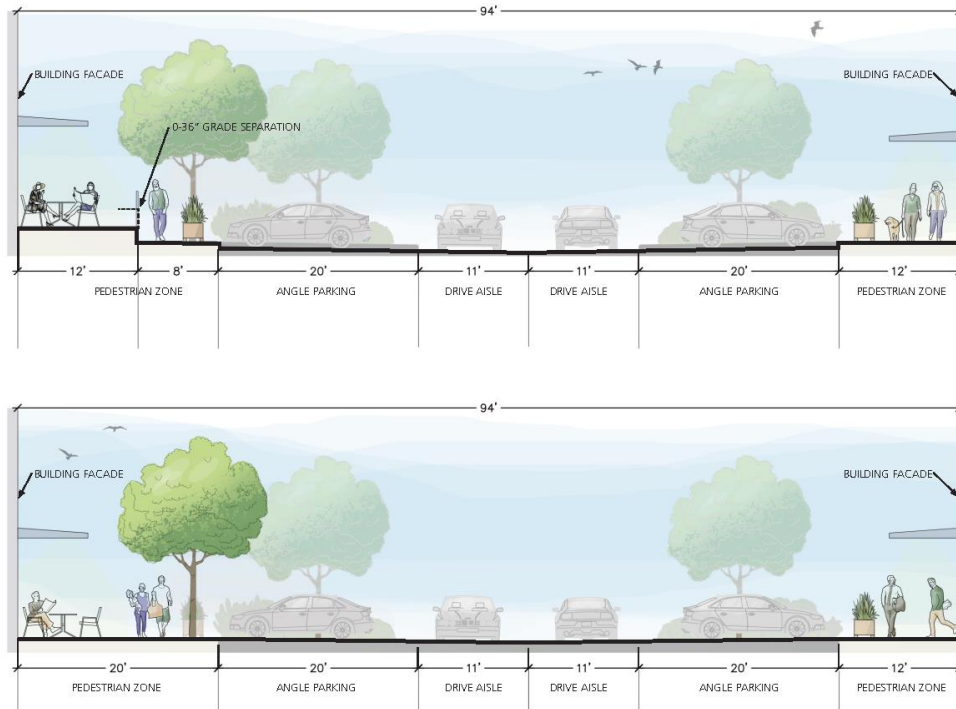 94'
BUILDING FACADE
BUILDING FACADE
0-36" GRADE SEPARATION
12' 8' 20' 11' 11' 20' 12'
PEDESTRIAN ZONE ANGLE PARKING DRIVE AISLE DRIVE AISLE ANGLE PARKING PEDESTRIAN ZONE
94'
BUILDING FACADE
BUILDING FACADE
20' 20' 11' 11' 20' 12'
PEDESTRIAN ZONE ANGLE PARKING DRIVE AISLE DRIVE AISLE ANGLE PARKING PEDESTRIAN ZONE